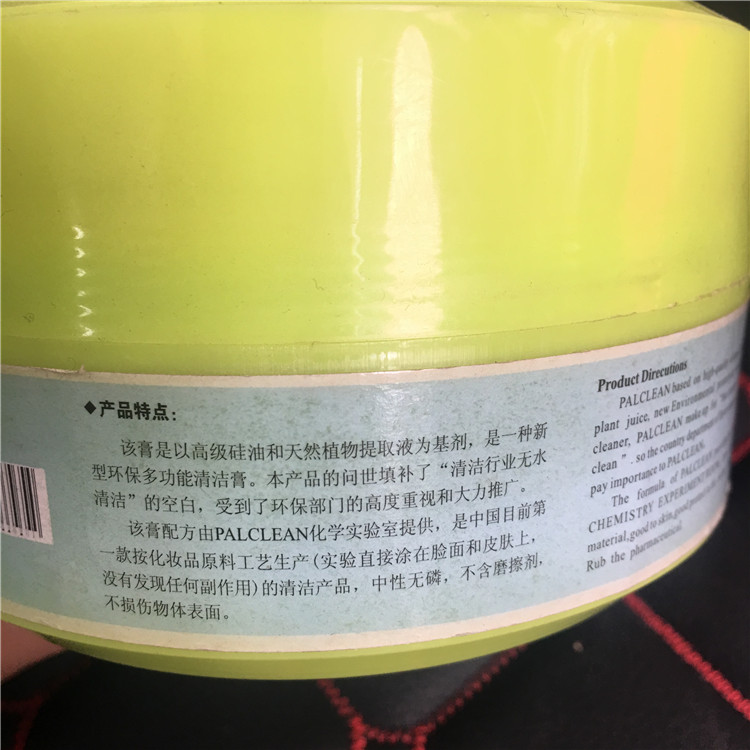 ◆产品特点：
该膏是以高级硅油和天然植物提取液为基剂，是一种新
型环保多功能清洁膏。本产品的问世填补了“清洁行业无水
清洁”的空白，受到了环保部门的高度重视和大力推广。
该膏配方由PALCLEAN化学实验室提供，是中国目前第
一款按化妆品原料工艺生产(实验直接涂在脸面和皮肤上，
没有发现任何副作用)的清洁产品，中性无磷，不含磨擦剂，
不损伤物体表面。
Product Direcutions
PALCLEAN based on high-quality
plant juice, new Environmental
cleaner, PALCLEAN make up the
clean". so the country department
pay importance to PALCLEAN.
The formula of PALCLEAN
CHEMISTRY EXPERIMENT
material, good to skin, good
Rub the pharmaceutical.